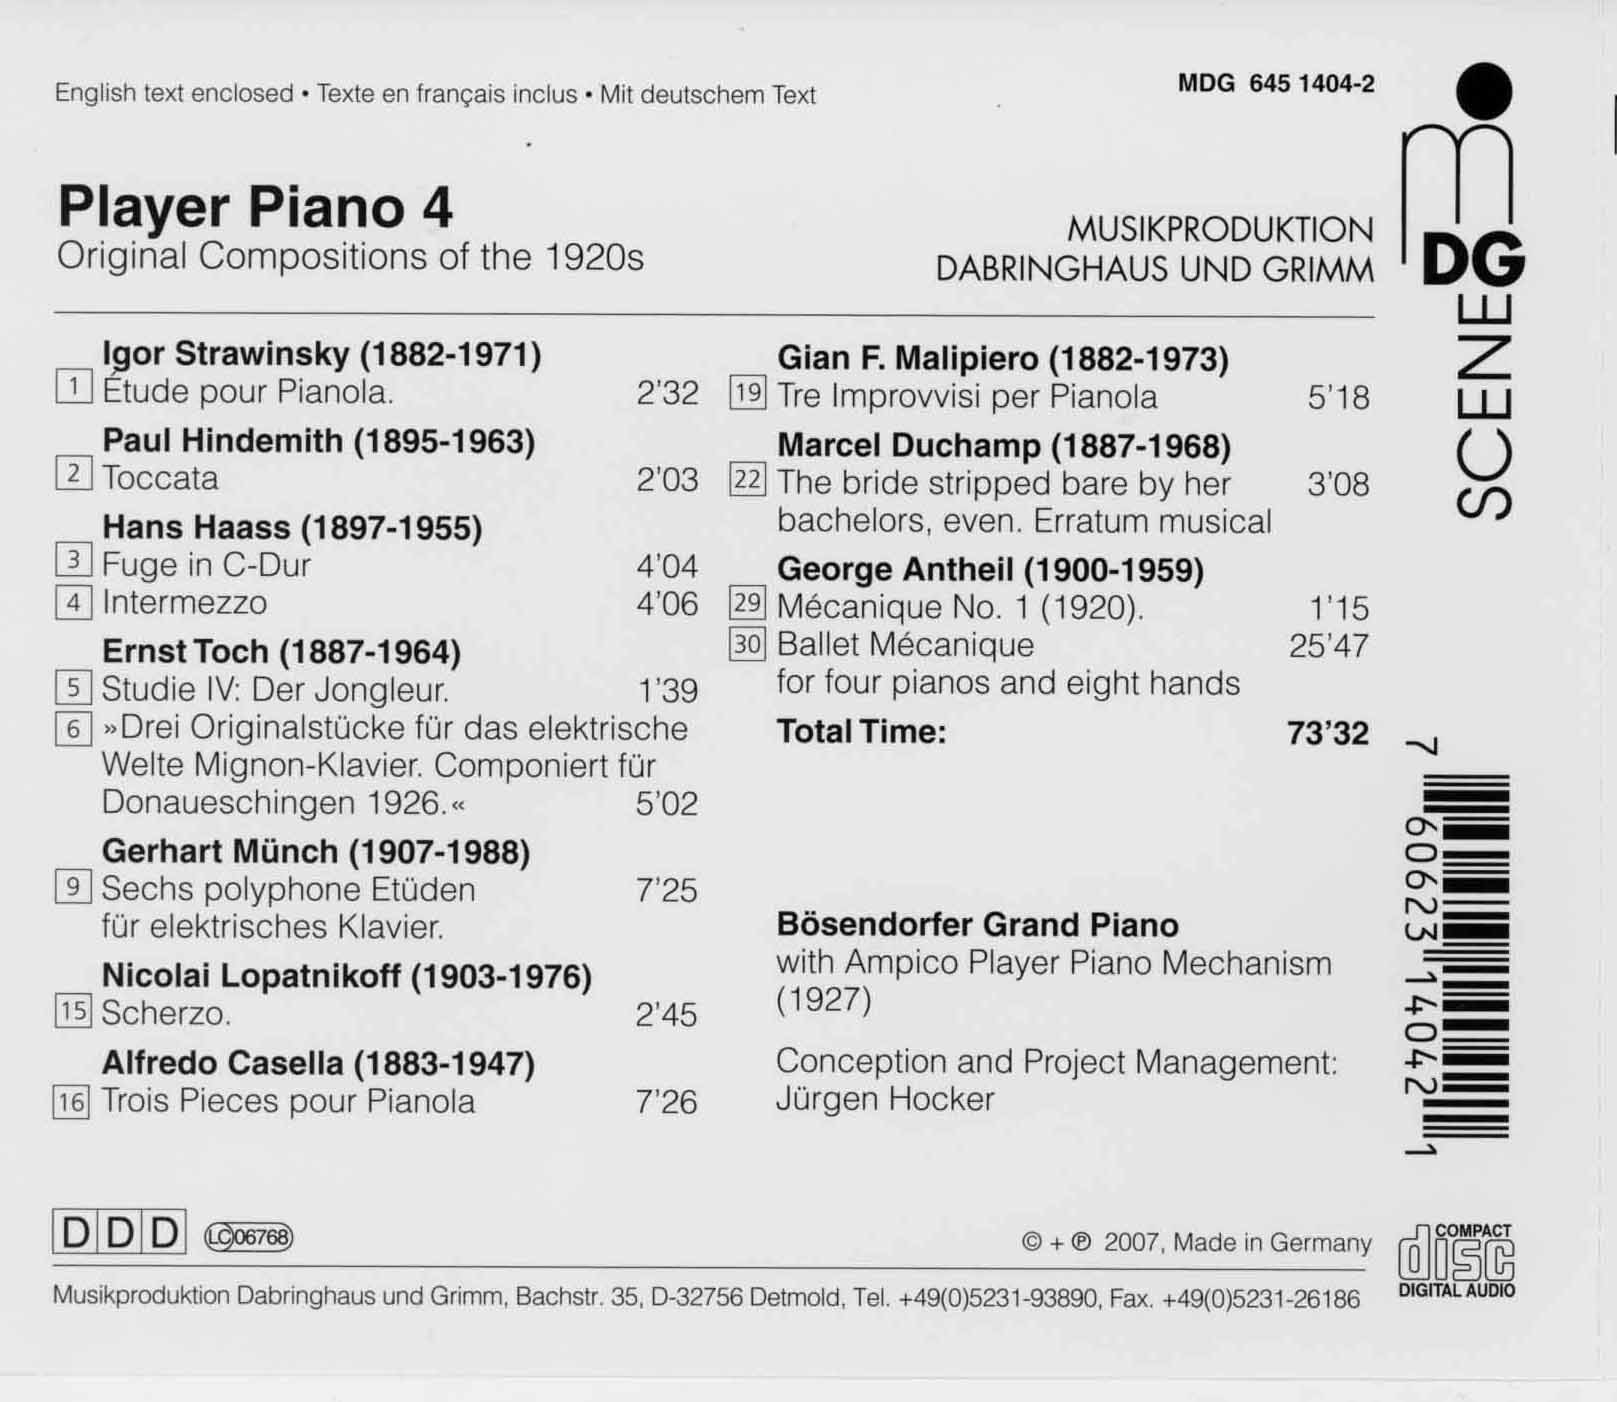 English text enclosed • Texte en français inclus • Mit deutschem Text
MDG 645 1404-2
Player Piano 4
Original Compositions of the 1920s
MUSIKPRODUKTION
DABRINGHAUS UND GRIMM
DG
SCENE
Igor Strawinsky (1882-1971)
1 Étude pour Pianola. 2'32
Paul Hindemith (1895-1963)
2 Toccata 2'03
Hans Haass (1897-1955)
3 Fuge in C-Dur 4'04
4 Intermezzo 4'06
Ernst Toch (1887-1964)
5 Studie IV: Der Jongleur. 1'39
6 »Drei Originalstücke für das elektrische
Welte Mignon-Klavier. Componiert für
Donaueschingen 1926.« 5'02
Gerhart Münch (1907-1988)
9 Sechs polyphone Etüden 7'25
für elektrisches Klavier.
Nicolai Lopatnikoff (1903-1976)
15 Scherzo. 2'45
Alfredo Casella (1883-1947)
16 Trois Pieces pour Pianola 7'26
Gian F. Malipiero (1882-1973)
19 Tre Improvvisi per Pianola 5'18
Marcel Duchamp (1887-1968)
22 The bride stripped bare by her 3'08
bachelors, even. Erratum musical
George Antheil (1900-1959)
29 Mécanique No. 1 (1920). 1'15
30 Ballet Mécanique 25'47
for four pianos and eight hands
Total Time: 73'32
Bösendorfer Grand Piano
with Ampico Player Piano Mechanism
(1927)
Conception and Project Management:
Jürgen Hocker
7 60623 14042 1
DDD LC 06768
© + ℗ 2007, Made in Germany
COMPACT
disc
DIGITAL AUDIO
Musikproduktion Dabringhaus und Grimm, Bachstr. 35, D-32756 Detmold, Tel. +49(0)5231-93890, Fax. +49(0)5231-26186